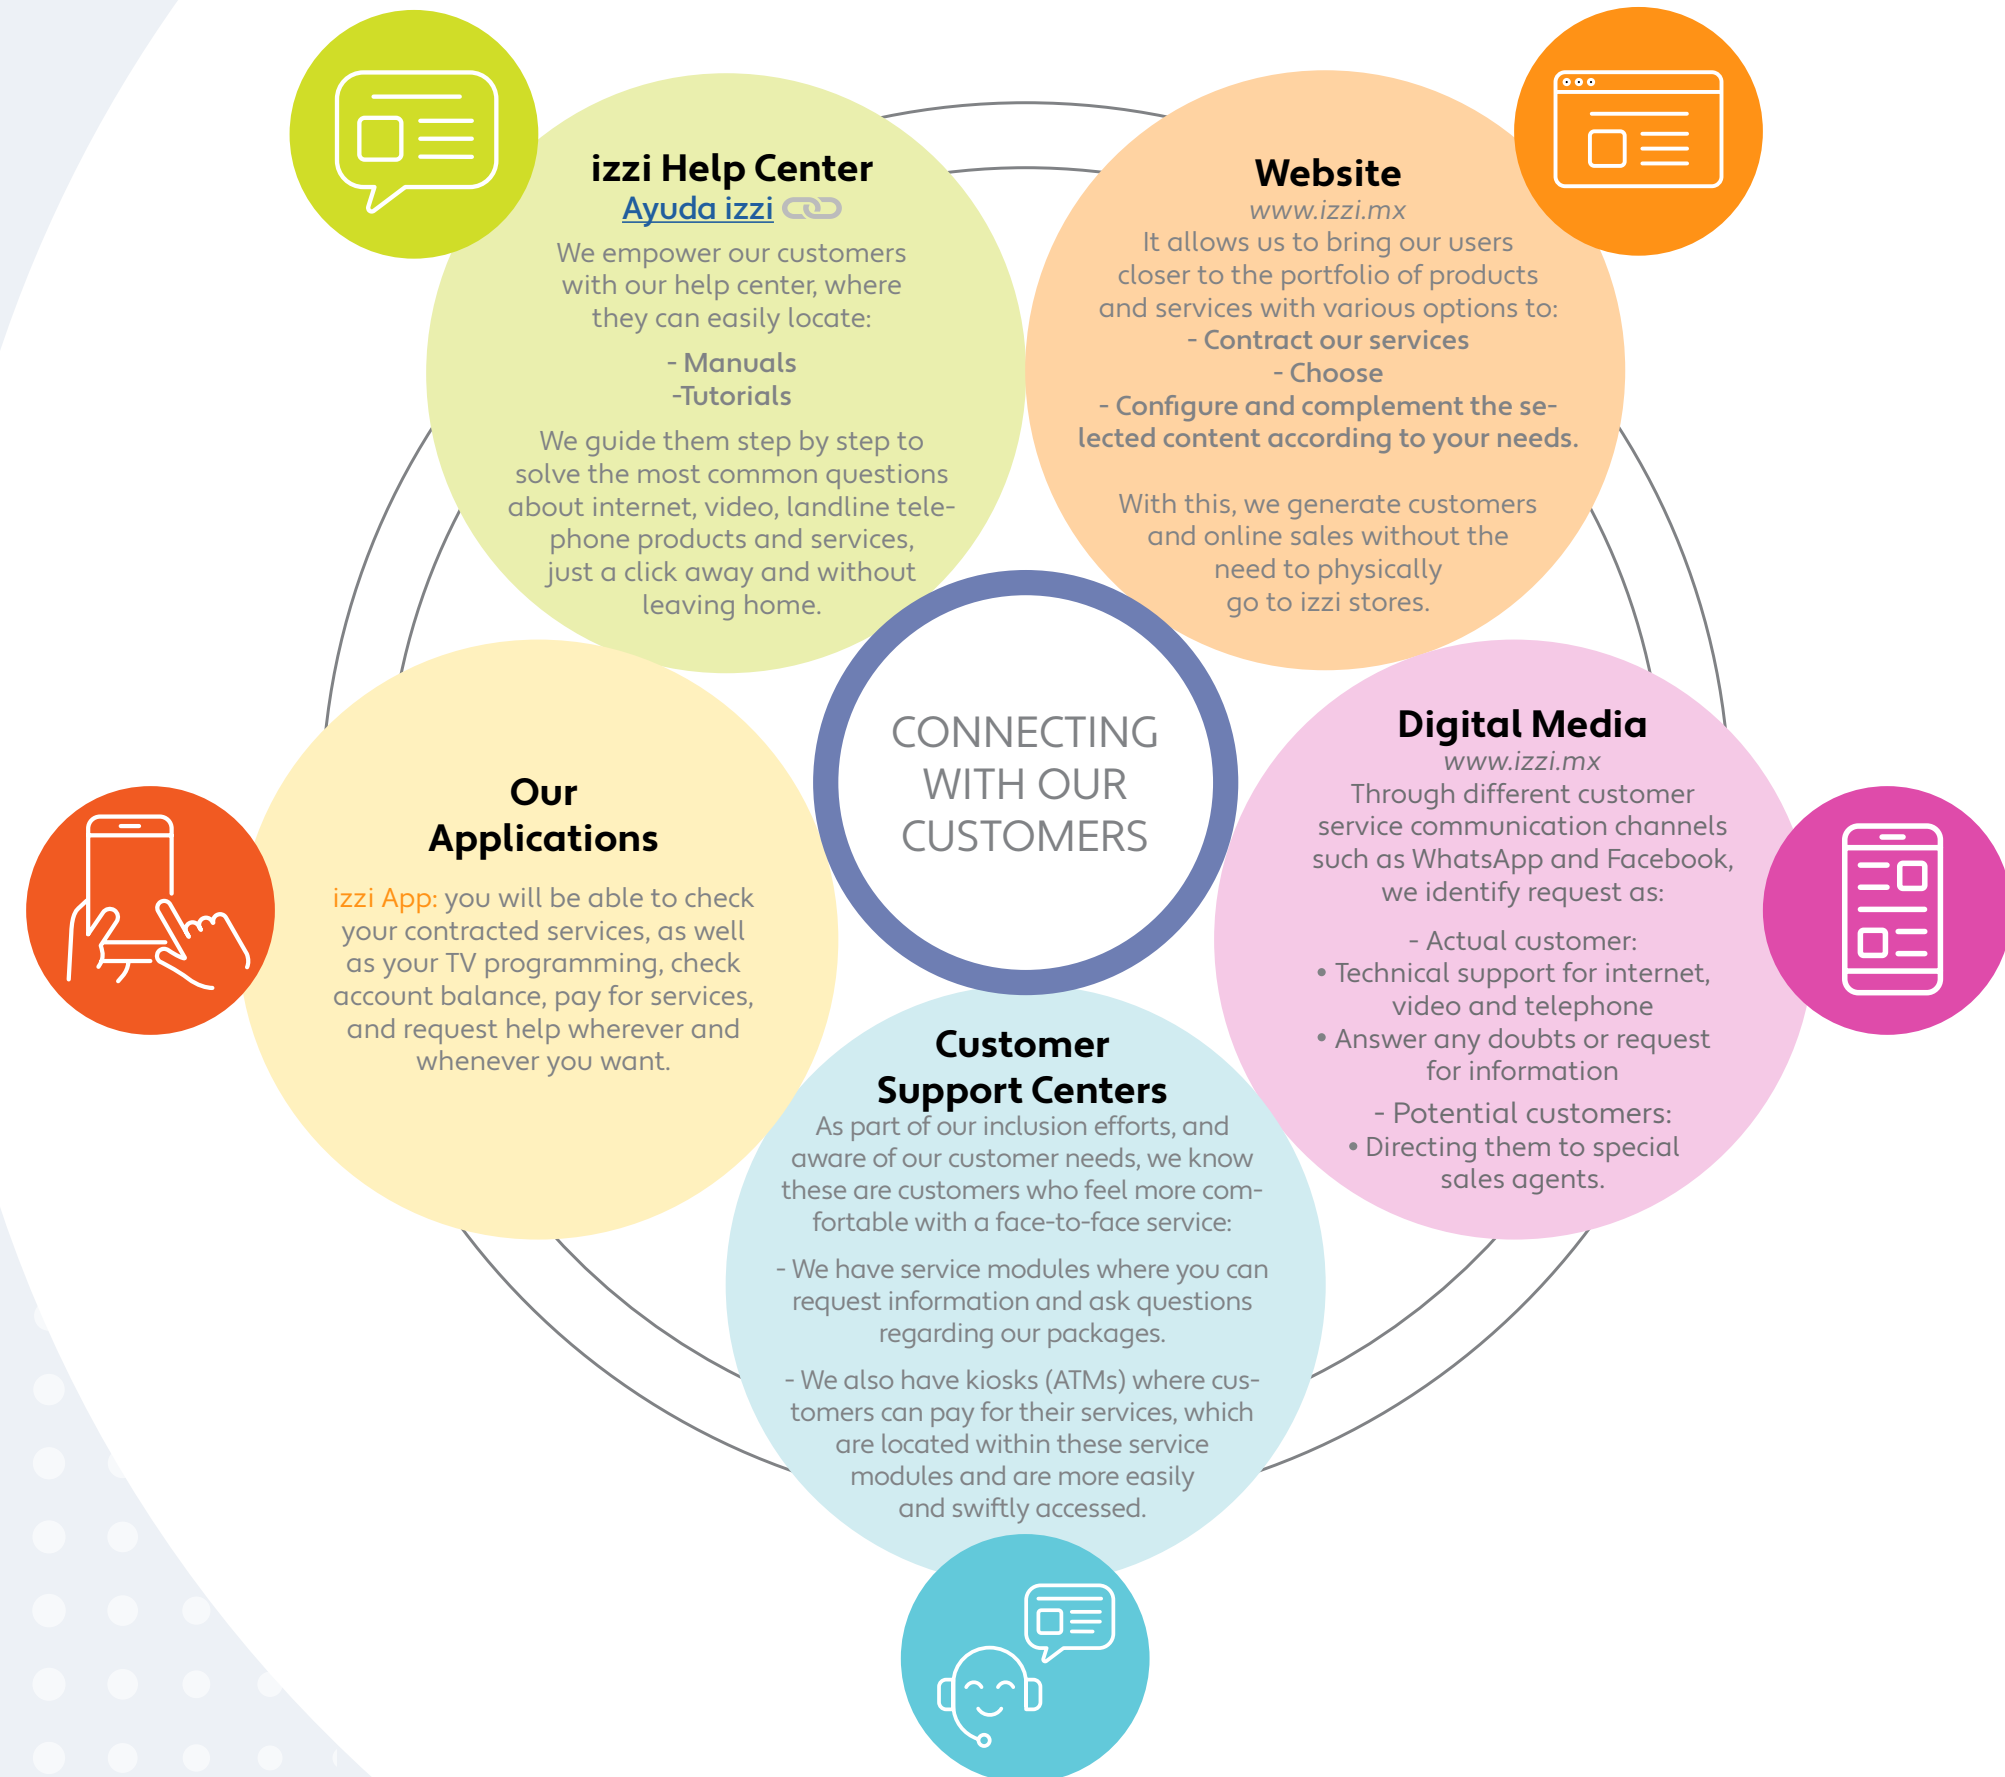 izzi Help Center
Ayuda izzi
We empower our customers
with our help center, where
they can easily locate:
- Manuals
-Tutorials
We guide them step by step to
solve the most common questions
about internet, video, landline tele-
phone products and services,
just a click away and without
leaving home.
Website
www.izzi.mx
It allows us to bring our users
closer to the portfolio of products
and services with various options to:
- Contract our services
- Choose
- Configure and complement the se-
lected content according to your needs.
With this, we generate customers
and online sales without the
need to physically
go to izzi stores.
CONNECTING
WITH OUR
CUSTOMERS
Our
Applications
izzi App: you will be able to check
your contracted services, as well
as your TV programming, check
account balance, pay for services,
and request help wherever and
whenever you want.
Digital Media
www.izzi.mx
Through different customer
service communication channels
such as WhatsApp and Facebook,
we identify request as:
- Actual customer:
• Technical support for internet,
video and telephone
• Answer any doubts or request
for information
- Potential customers:
• Directing them to special
sales agents.
Customer
Support Centers
As part of our inclusion efforts, and
aware of our customer needs, we know
these are customers who feel more com-
fortable with a face-to-face service:
- We have service modules where you can
request information and ask questions
regarding our packages.
- We also have kiosks (ATMs) where cus-
tomers can pay for their services, which
are located within these service
modules and are more easily
and swiftly accessed.